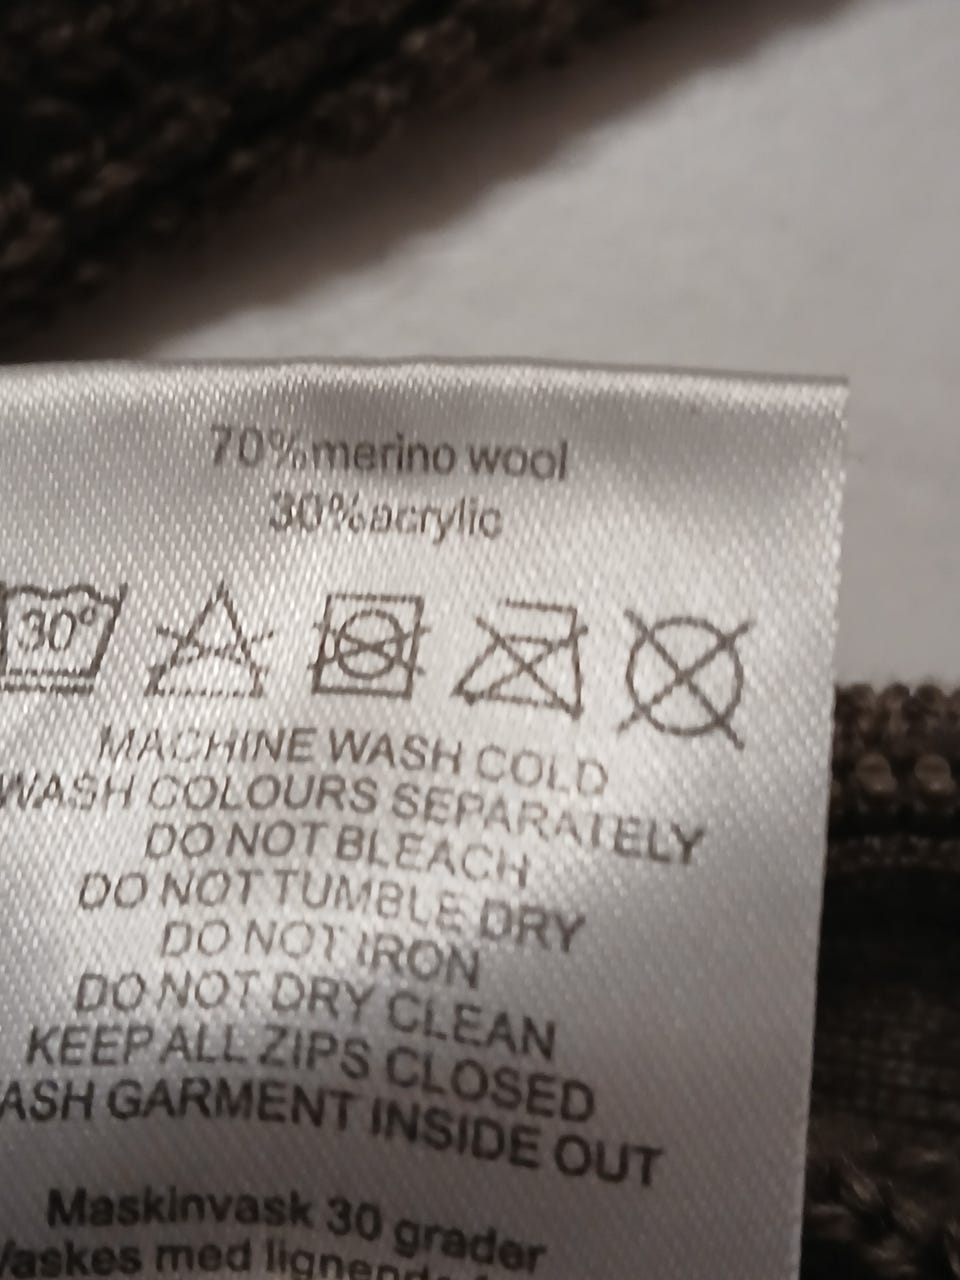 70%merino wool
30%acrylic
30°
MACHINE WASH COLD
WASH COLOURS SEPARATELY
DO NOT BLEACH
DO NOT TUMBLE DRY
DO NOT IRON
DO NOT DRY CLEAN
KEEP ALL ZIPS CLOSED
ASH GARMENT INSIDE OUT
Maskinvask 30 grader
Vaskes med